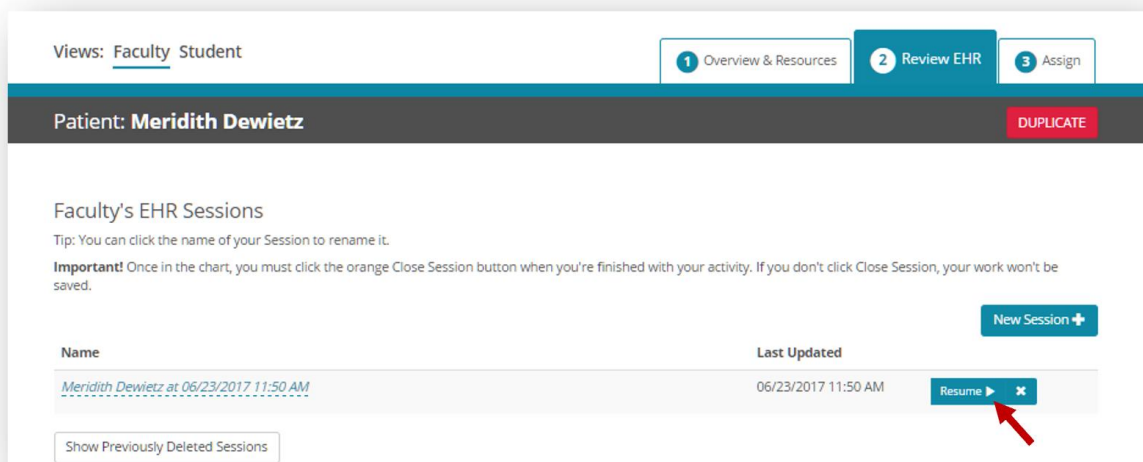 Views: Faculty Student
1 Overview & Resources
2 Review EHR
3 Assign
Patient: Meridith Dewietz
DUPLICATE
Faculty's EHR Sessions
Tip: You can click the name of your Session to rename it.
Important! Once in the chart, you must click the orange Close Session button when you're finished with your activity. If you don't click Close Session, your work won't be
saved.
New Session +
Name Last Updated
Meridith Dewietz at 06/23/2017 11:50 AM 06/23/2017 11:50 AM Resume
Show Previously Deleted Sessions